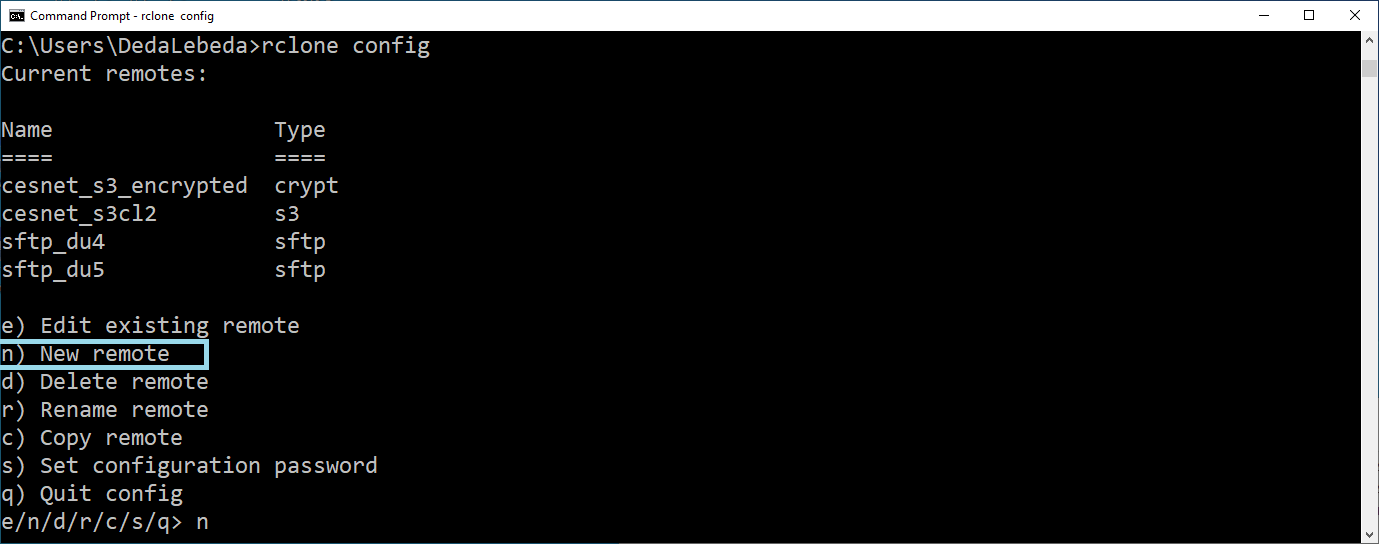 Command Prompt - rclone  config
C:\Users\DedaLebeda>rclone config
Current remotes:
Name                 Type
====                 ====
cesnet_s3_encrypted  crypt
cesnet_s3cl2         s3
sftp_du4             sftp
sftp_du5             sftp
e) Edit existing remote
n) New remote
d) Delete remote
r) Rename remote
c) Copy remote
s) Set configuration password
q) Quit config
e/n/d/r/c/s/q> n